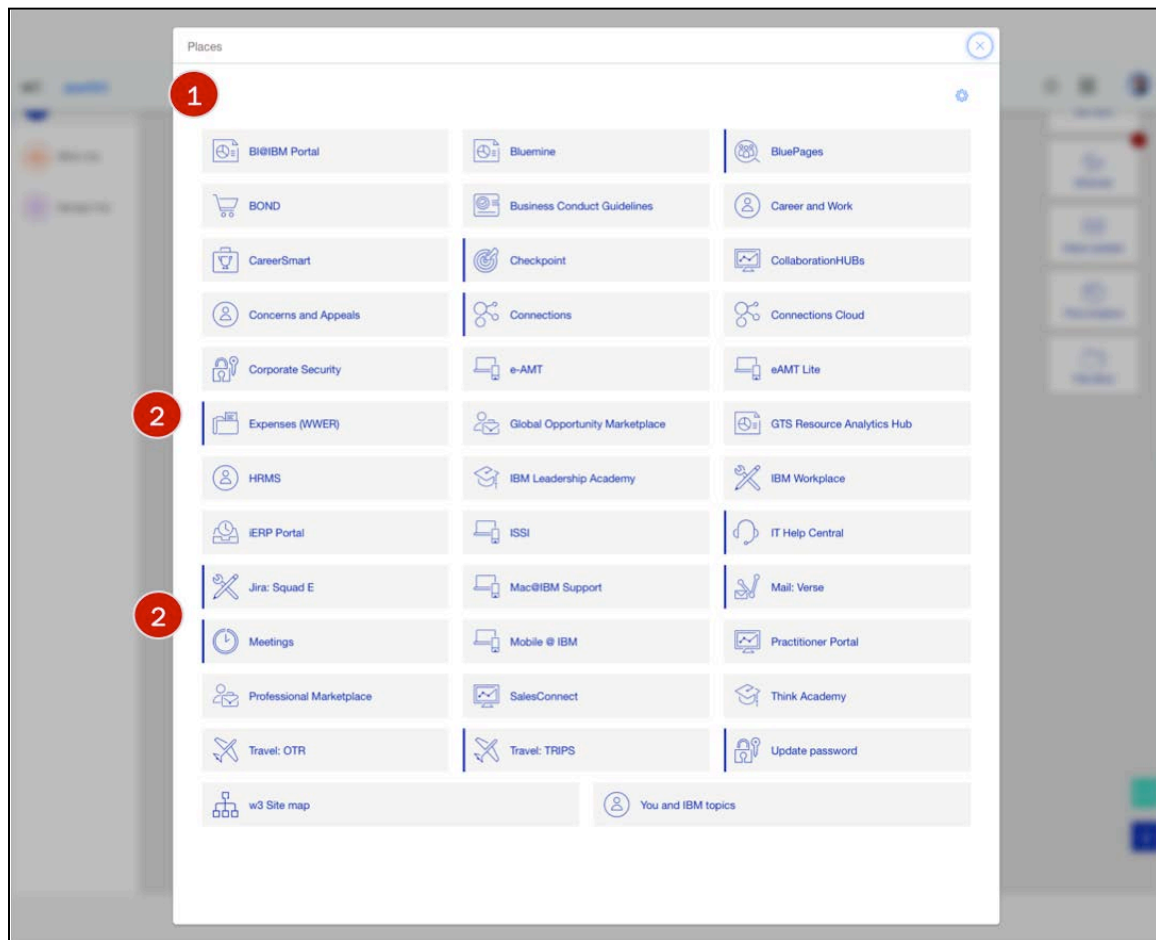 Places
1
BI@IBM Portal
Bluemine
BluePages
BOND
Business Conduct Guidelines
Career and Work
CareerSmart
Checkpoint
CollaborationHUBs
Concerns and Appeals
Connections
Connections Cloud
Corporate Security
e-AMT
eAMT Lite
2
Expenses (WWER)
Global Opportunity Marketplace
GTS Resource Analytics Hub
HRMS
IBM Leadership Academy
IBM Workplace
iERP Portal
ISSI
IT Help Central
Jira: Squad E
Mac@IBM Support
Mail: Verse
2
Meetings
Mobile @ IBM
Practitioner Portal
Professional Marketplace
SalesConnect
Think Academy
Travel: OTR
Travel: TRIPS
Update password
w3 Site map
You and IBM topics